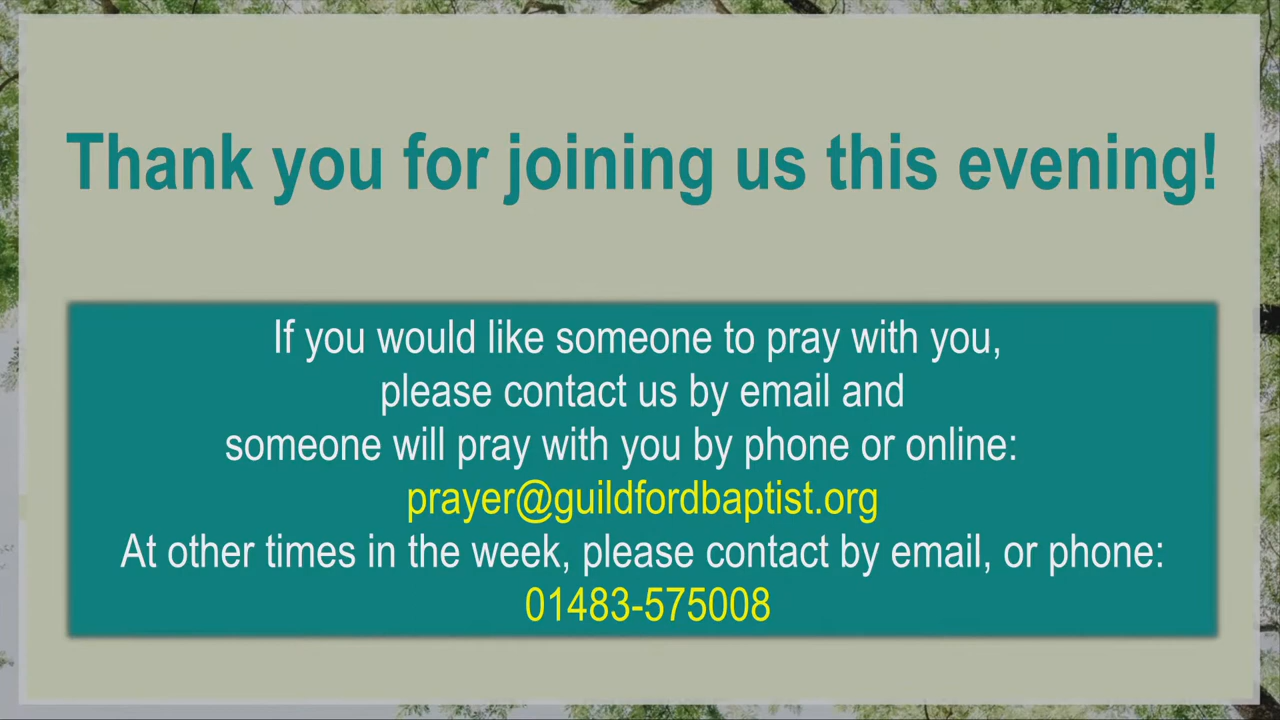 Thank you for joining us this evening!
If you would like someone to pray with you,
please contact us by email and
someone will pray with you by phone or online:
prayer@guildfordbaptist.org
At other times in the week, please contact by email, or phone:
01483-575008